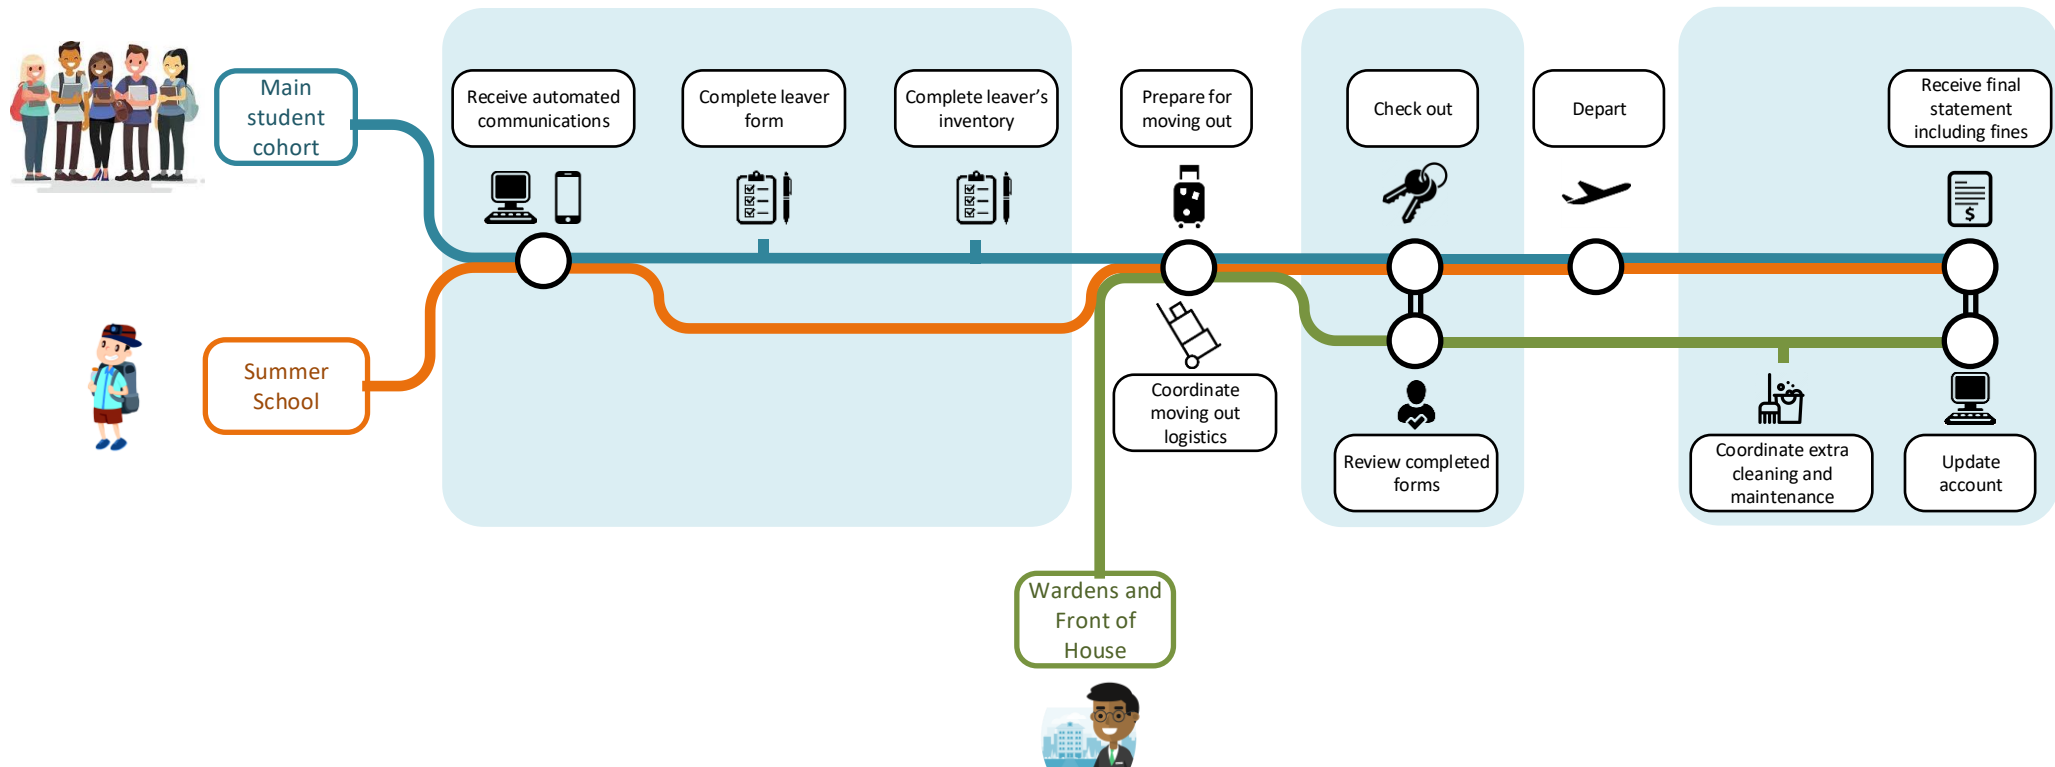 Main
student
cohort
Receive automated
communications
Complete leaver
form
Complete leaver’s
inventory
Prepare for
moving out
Check out
Depart
Receive final
statement
including fines
$
Summer
School
Coordinate
moving out
logistics
Review completed
forms
Coordinate extra
cleaning and
maintenance
Update
account
Wardens and
Front of
House